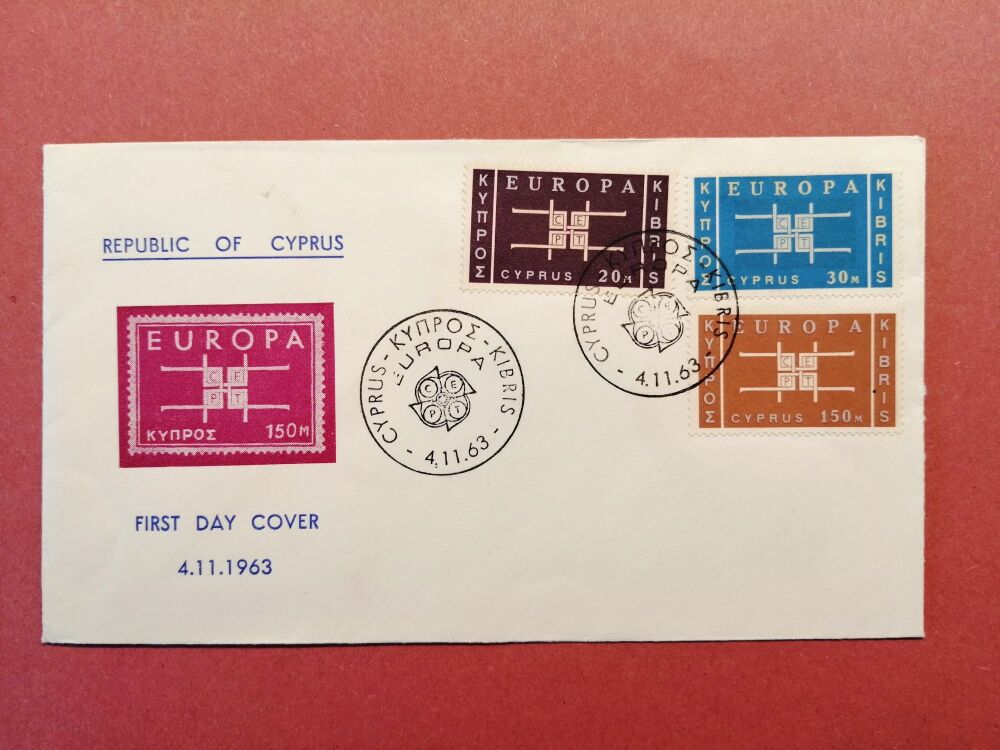 REPUBLIC OF CYPRUS
EUROPA
C E
P T
ΚΥΠΡΟΣ 150M
FIRST DAY COVER
4.11.1963
CYPRUS - ΚΥΠΡΟΣ - KIBRIS
EUROPA
C E
P T
- 4.11.63 -
ΚΥΠΡΟΣ
EUROPA
KIBRIS
C E
P T
CYPRUS 20M
ΚΥΠΡΟΣ
EUROPA
KIBRIS
C E
P T
CYPRUS 30M
CYPRUS - ΚΥΠΡΟΣ - KIBRIS
EUROPA
C E
P T
- 4.11.63 -
ΚΥΠΡΟΣ
EUROPA
KIBRIS
C E
P T
CYPRUS 150M